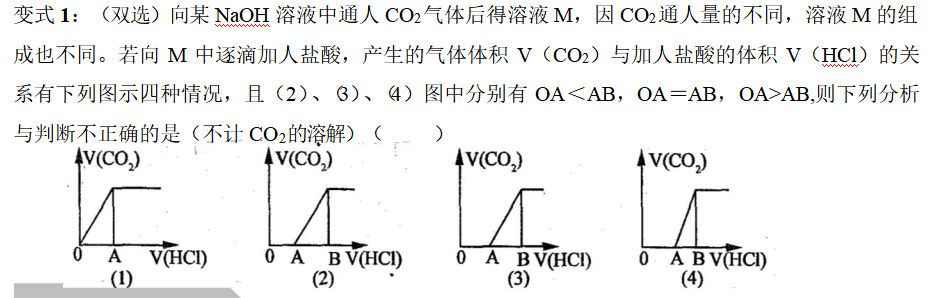 变式 1：（双选）向某 NaOH 溶液中通人 CO₂气体后得溶液 M，因 CO₂通人量的不同，溶液 M 的组
成也不同。若向 M 中逐滴加人盐酸，产生的气体体积 V（CO₂）与加人盐酸的体积 V（HCl）的关
系有下列图示四种情况，且（2）、（3）、（4）图中分别有 OA＜AB，OA＝AB，OA>AB,则下列分析
与判断不正确的是（不计 CO₂的溶解）（ ）
V(CO₂) V(CO₂) V(CO₂) V(CO₂)
0 A V(HCl) 0 A B V(HCl) 0 A B V(HCl) 0 A B V(HCl)
(1) (2) (3) (4)